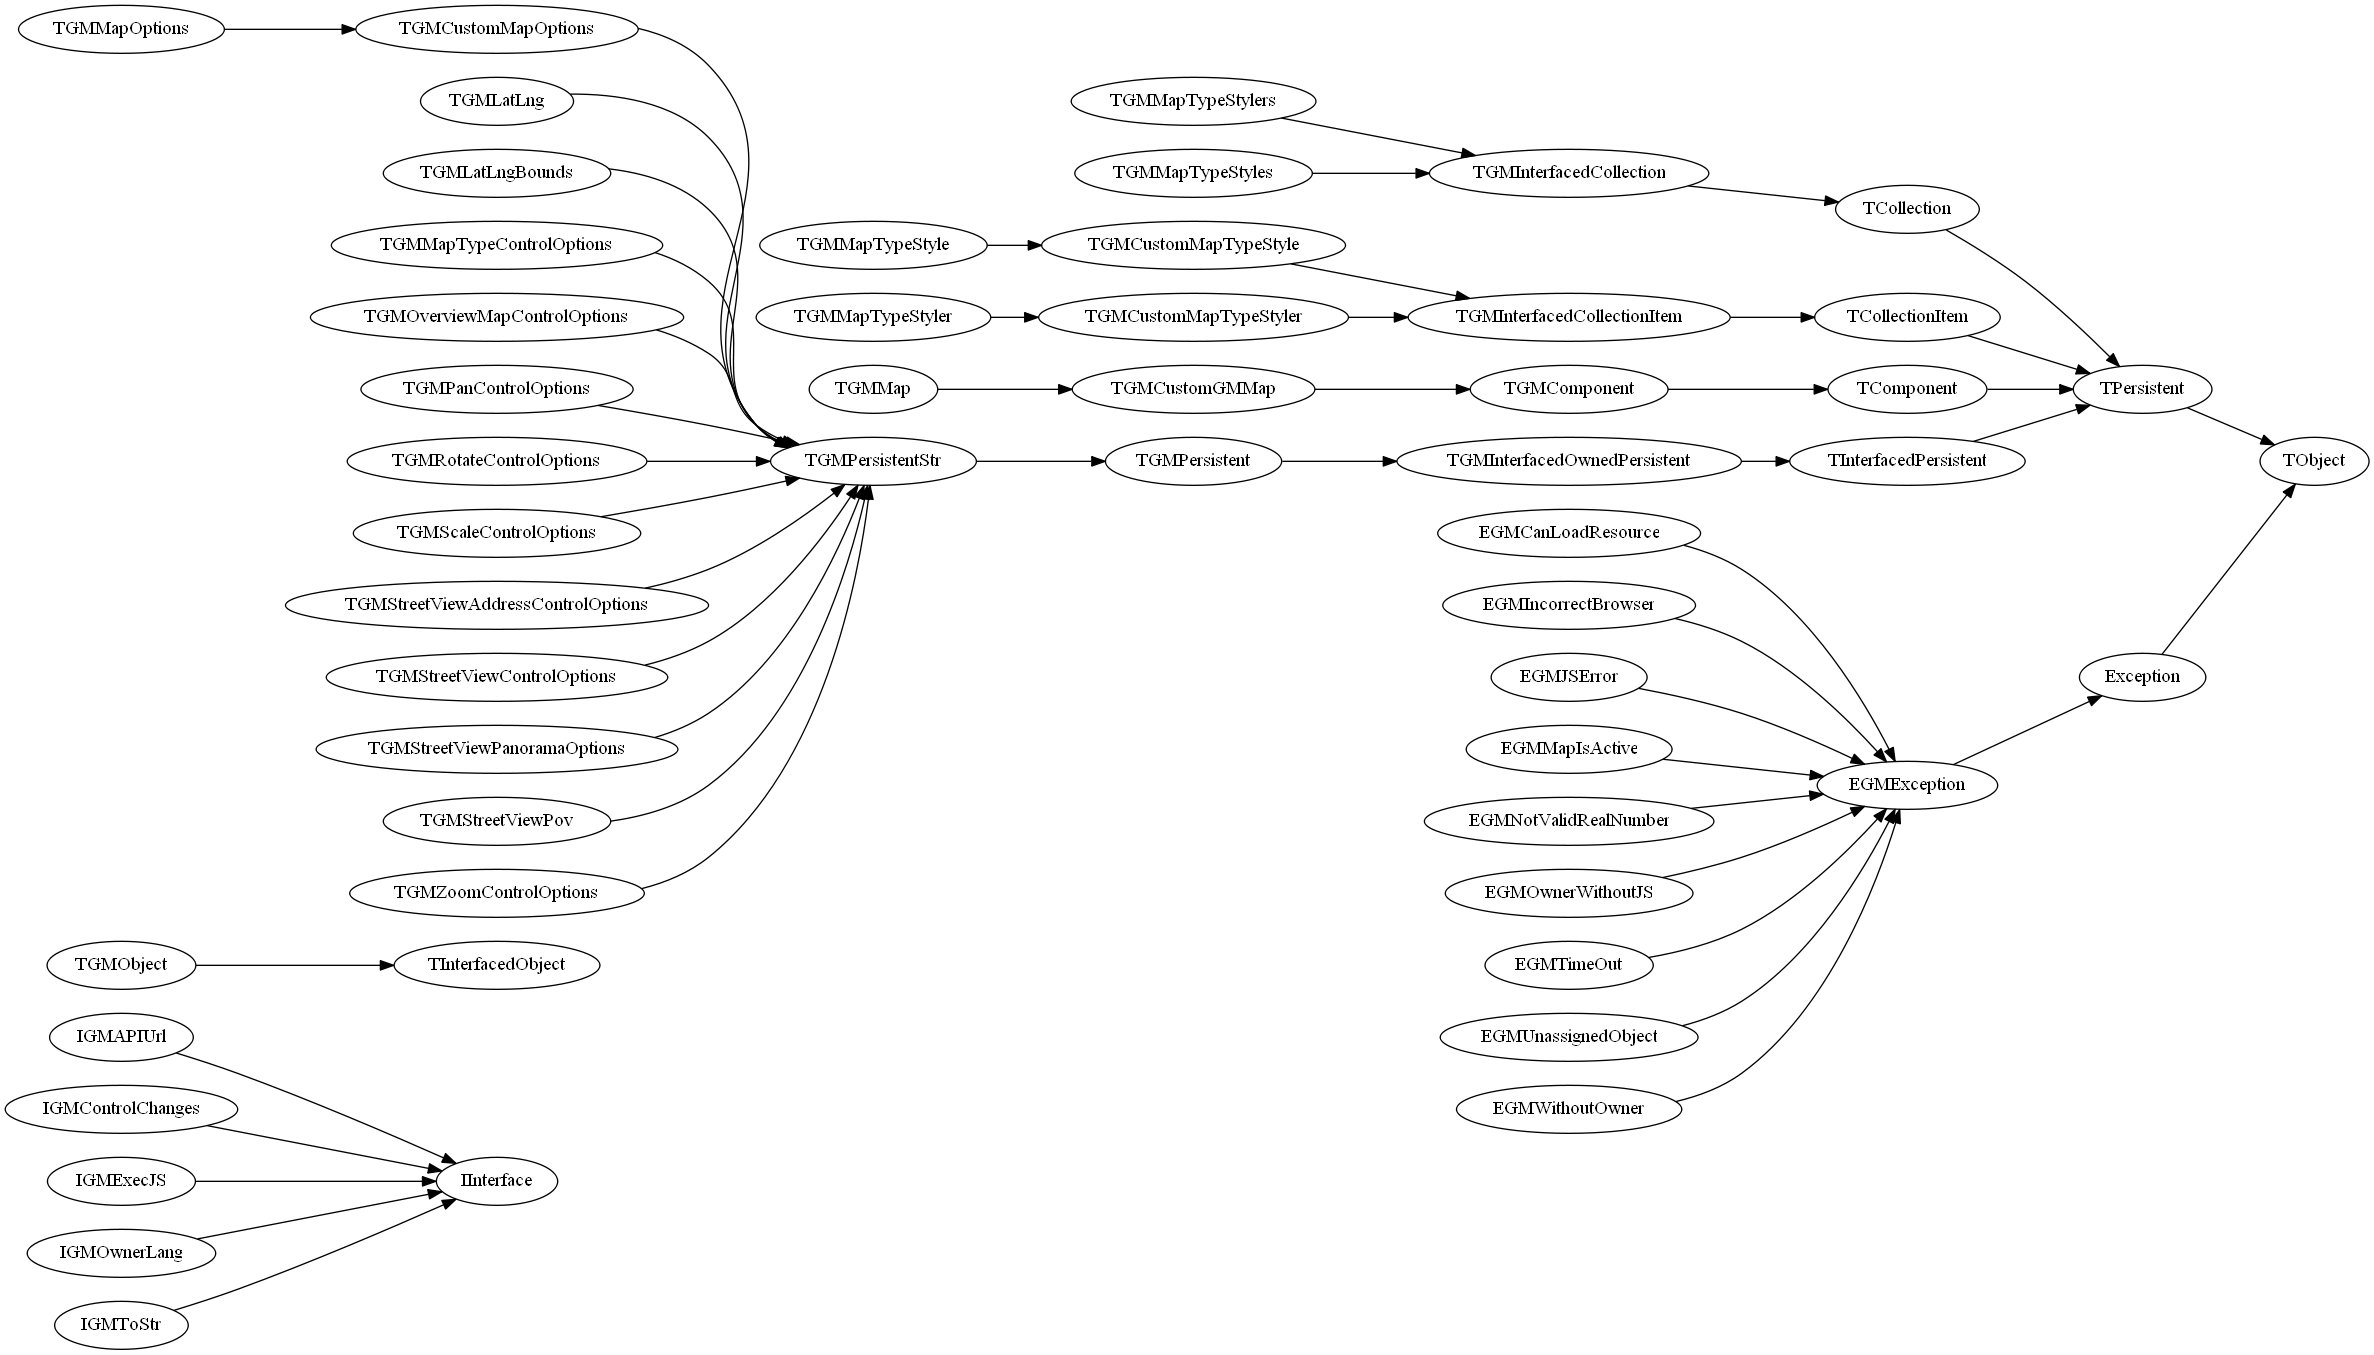 TGMMapOptions
TGMCustomMapOptions
TGMLatLng
TGMMapTypeStylers
TGMLatLngBounds
TGMMapTypeStyles
TGMInterfacedCollection
TCollection
TGMMapTypeControlOptions
TGMMapTypeStyle
TGMCustomMapTypeStyle
TGMOverviewMapControlOptions
TGMMapTypeStyler
TGMCustomMapTypeStyler
TGMInterfacedCollectionItem
TCollectionItem
TGMPanControlOptions
TGMMap
TGMCustomGMMap
TGMComponent
TComponent
TPersistent
TGMRotateControlOptions
TGMPersistentStr
TGMPersistent
TGMInterfacedOwnedPersistent
TInterfacedPersistent
TObject
TGMScaleControlOptions
EGMCanLoadResource
TGMStreetViewAddressControlOptions
EGMIncorrectBrowser
TGMStreetViewControlOptions
EGMJSError
Exception
TGMStreetViewPanoramaOptions
EGMMapIsActive
EGMException
TGMStreetViewPov
EGMNotValidRealNumber
TGMZoomControlOptions
EGMOwnerWithoutJS
TGMObject
TInterfacedObject
EGMTimeOut
IGMAPIUrl
EGMUnassignedObject
IGMControlChanges
EGMWithoutOwner
IGMExecJS
IInterface
IGMOwnerLang
IGMToStr